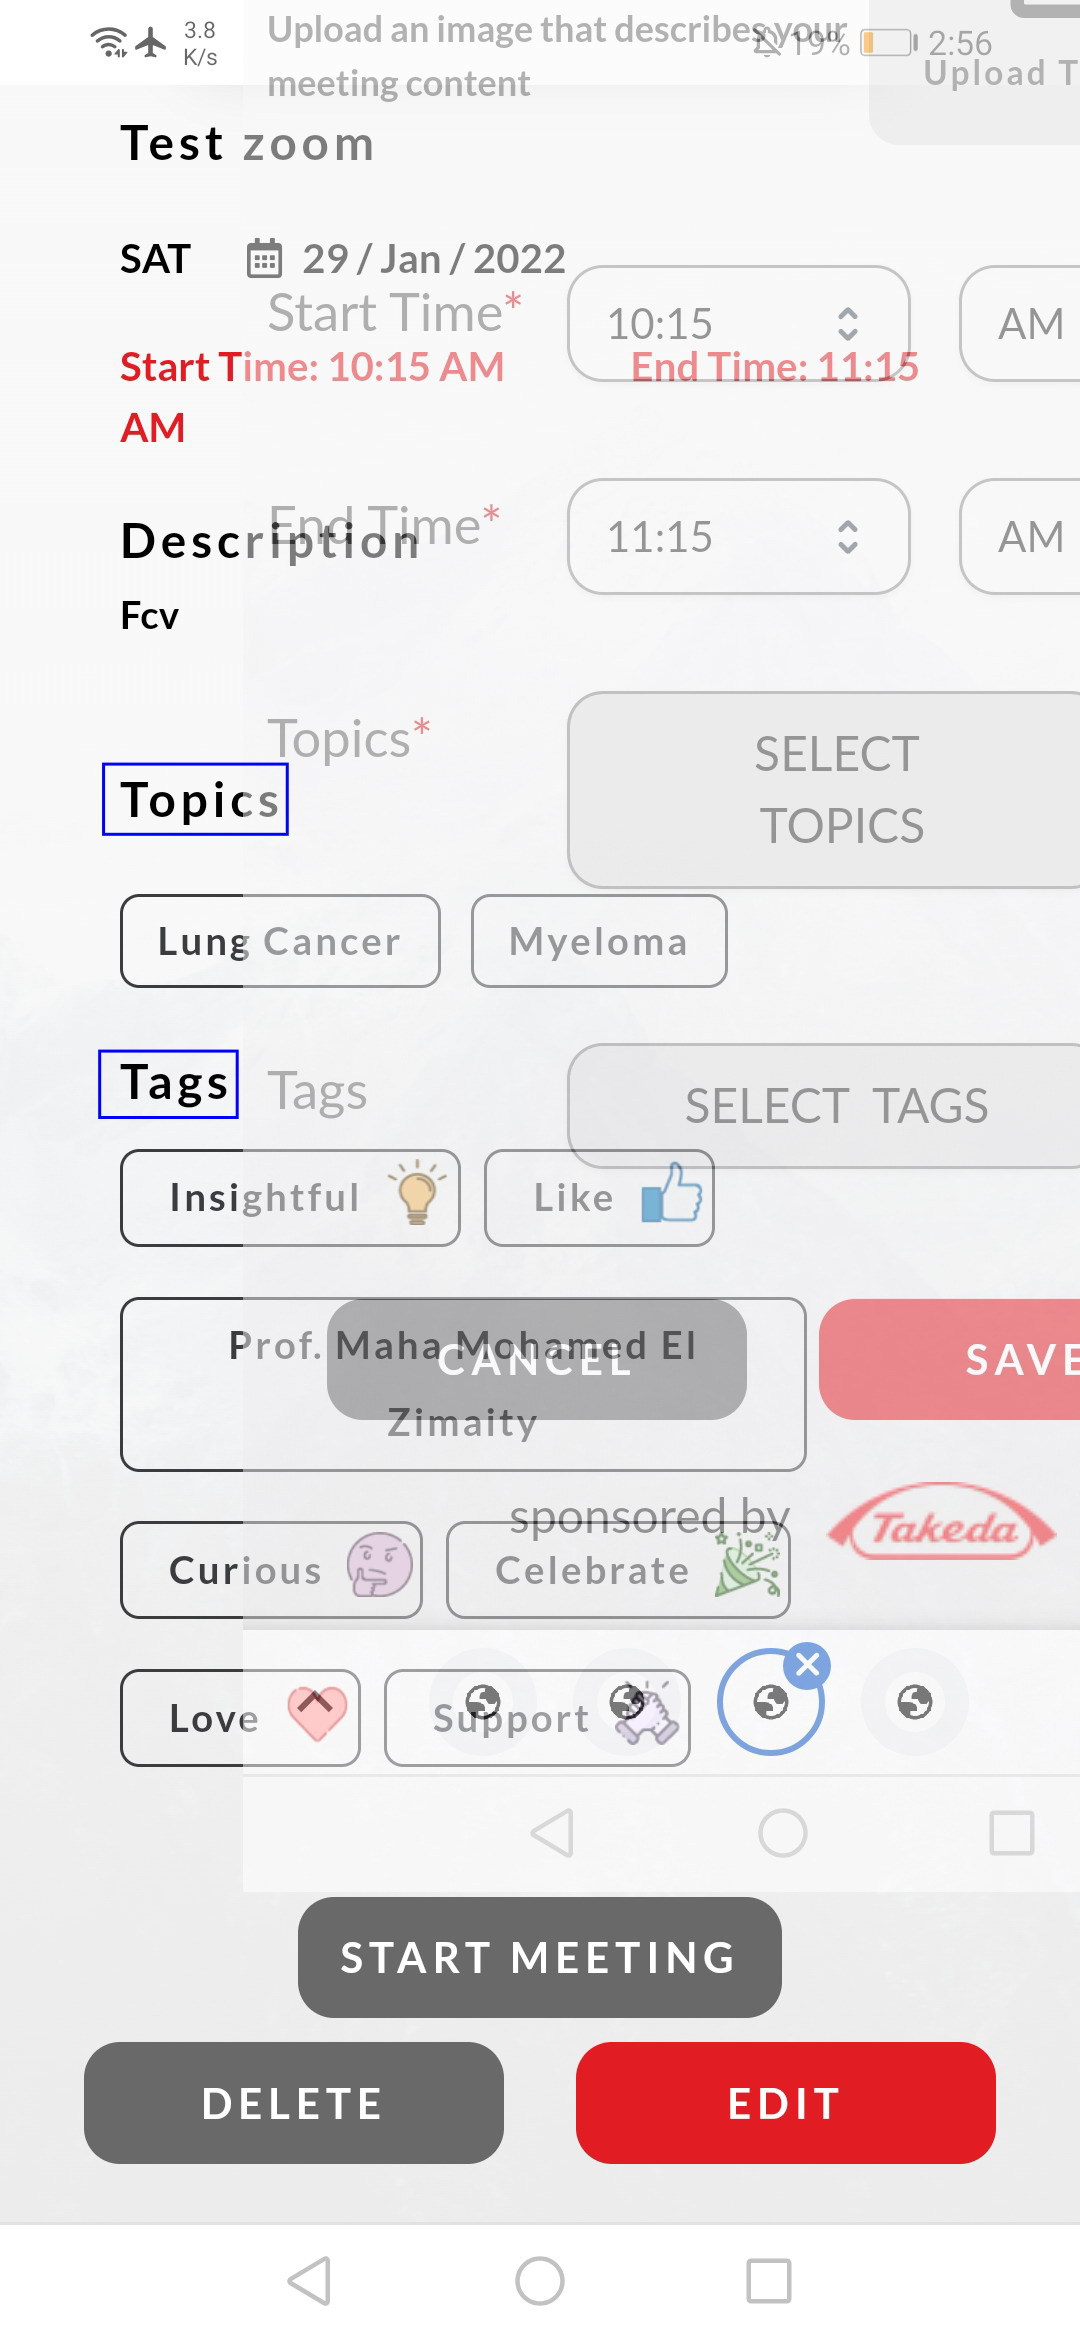 3.8
K/s
19%
2:56
Upload an image that describes your
meeting content
Upload T
Test zoom
SAT
29 / Jan / 2022
Start Time*
10:15
AM
Start Time: 10:15 AM
End Time: 11:15
AM
End Time*
11:15
AM
Description
Fcv
Topics*
SELECT
TOPICS
Topics
Lung Cancer
Myeloma
Tags
Tags
SELECT TAGS
Insightful
Like
Prof. Maha Mohamed El
Zimaity
CANCEL
SAVE
sponsored by
Takeda
Curious
Celebrate
Love
Support
START MEETING
DELETE
EDIT